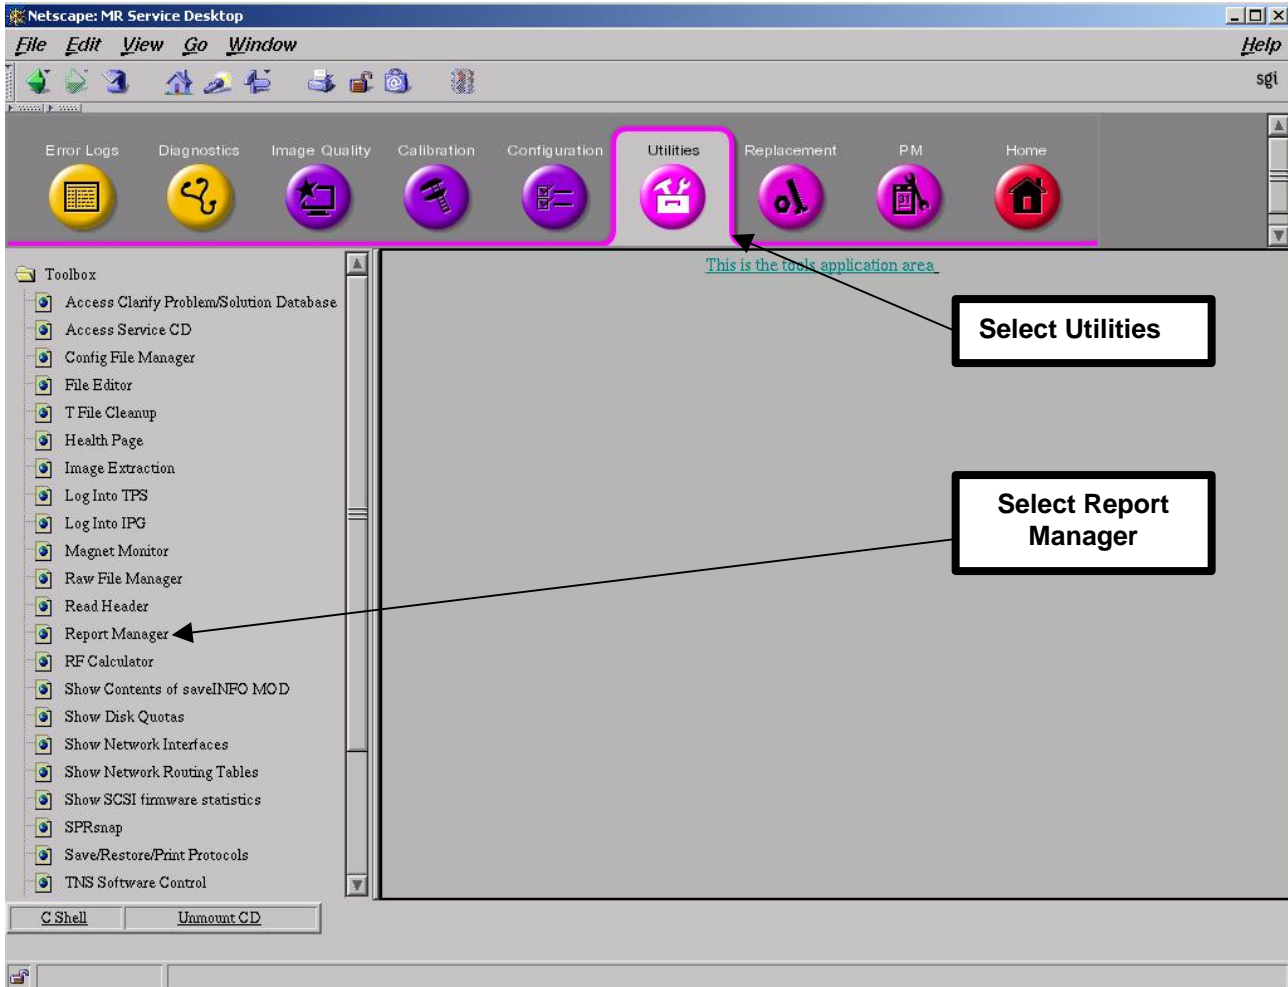 Netscape: MR Service Desktop
File Edit View Go Window Help
sgi
Error Logs Diagnostics Image Quality Calibration Configuration Utilities Replacement PM Home
31
This is the tools application area
Select Utilities
Select Report
Manager
Toolbox
Access Clarify Problem/Solution Database
Access Service CD
Config File Manager
File Editor
T File Cleanup
Health Page
Image Extraction
Log Into TPS
Log Into IPG
Magnet Monitor
Raw File Manager
Read Header
Report Manager
RF Calculator
Show Contents of saveINFO MOD
Show Disk Quotas
Show Network Interfaces
Show Network Routing Tables
Show SCSI firmware statistics
SPRsnap
Save/Restore/Print Protocols
TNS Software Control
C Shell Unmount CD